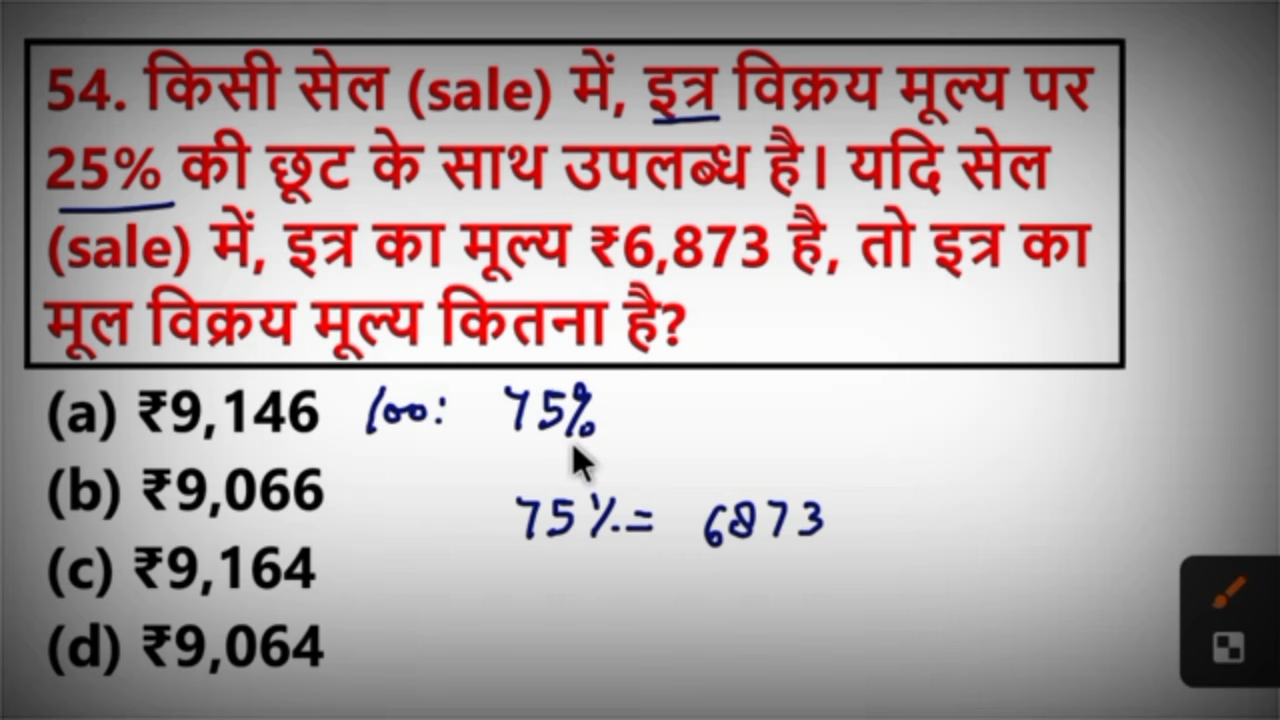 54. किसी सेल (sale) में, इत्र विक्रय मूल्य पर
25% की छूट के साथ उपलब्ध है। यदि सेल
(sale) में, इत्र का मूल्य ₹6,873 है, तो इत्र का
मूल विक्रय मूल्य कितना है?
(a) ₹9,146 100: 75%
(b) ₹9,066
75%= 6873
(c) ₹9,164
(d) ₹9,064